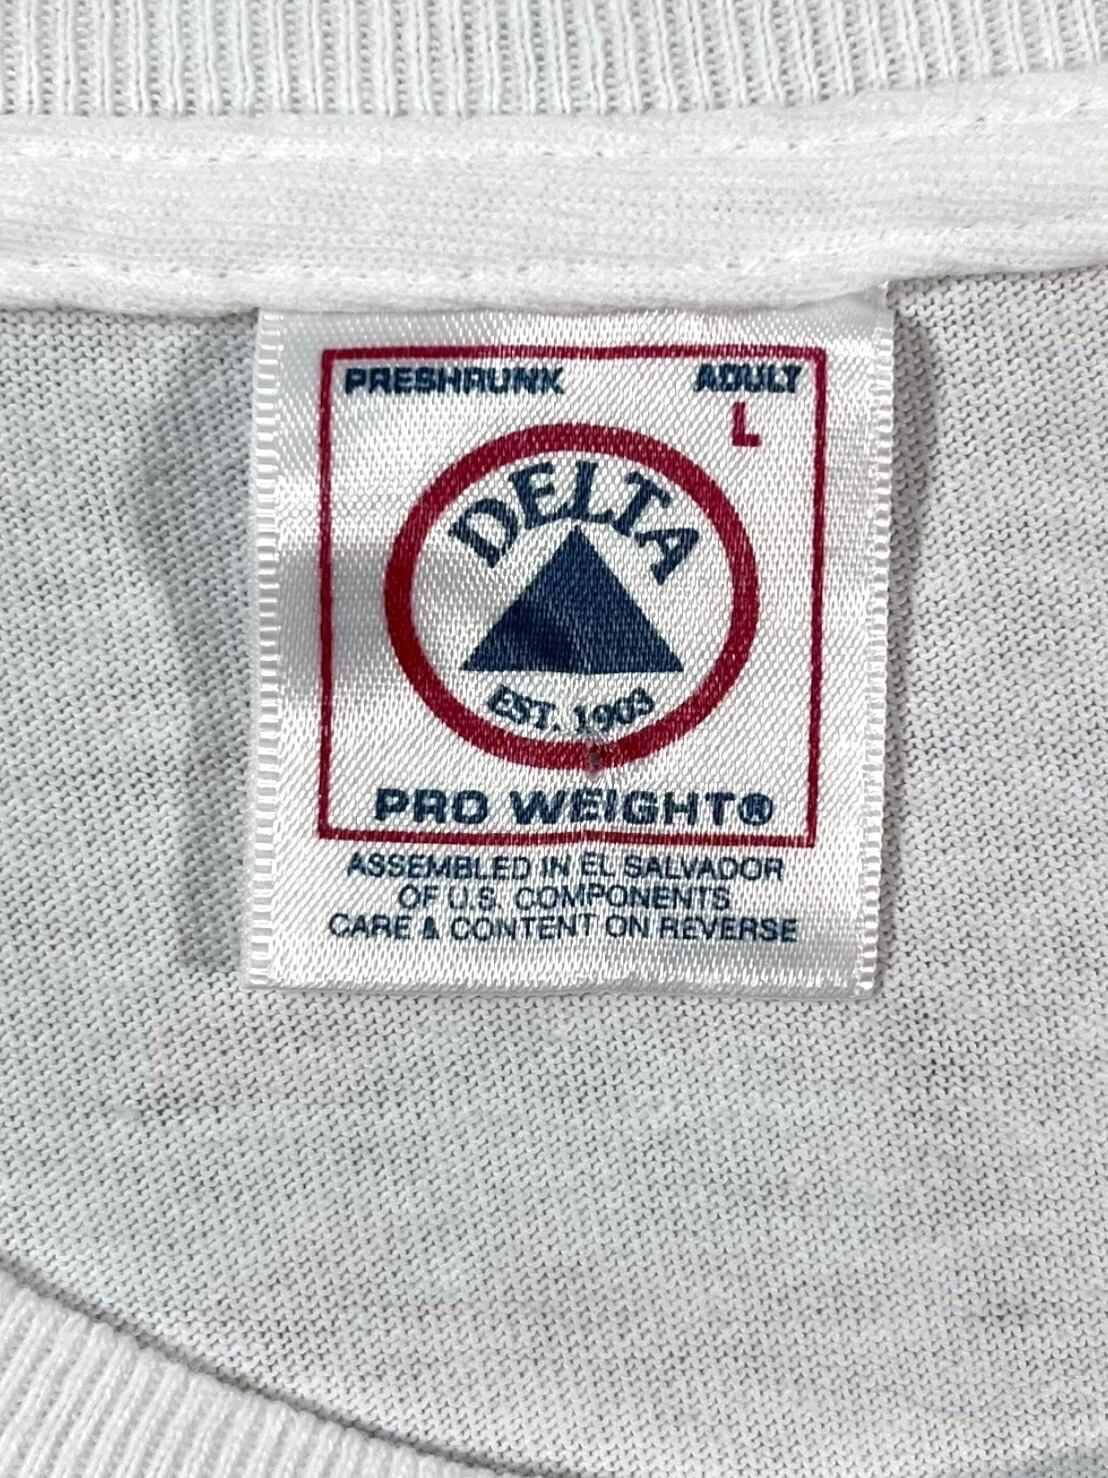 PRESHRUNK ADULT
L
DELTA
EST. 1903
PRO WEIGHT®
ASSEMBLED IN EL SALVADOR
OF U.S. COMPONENTS
CARE & CONTENT ON REVERSE